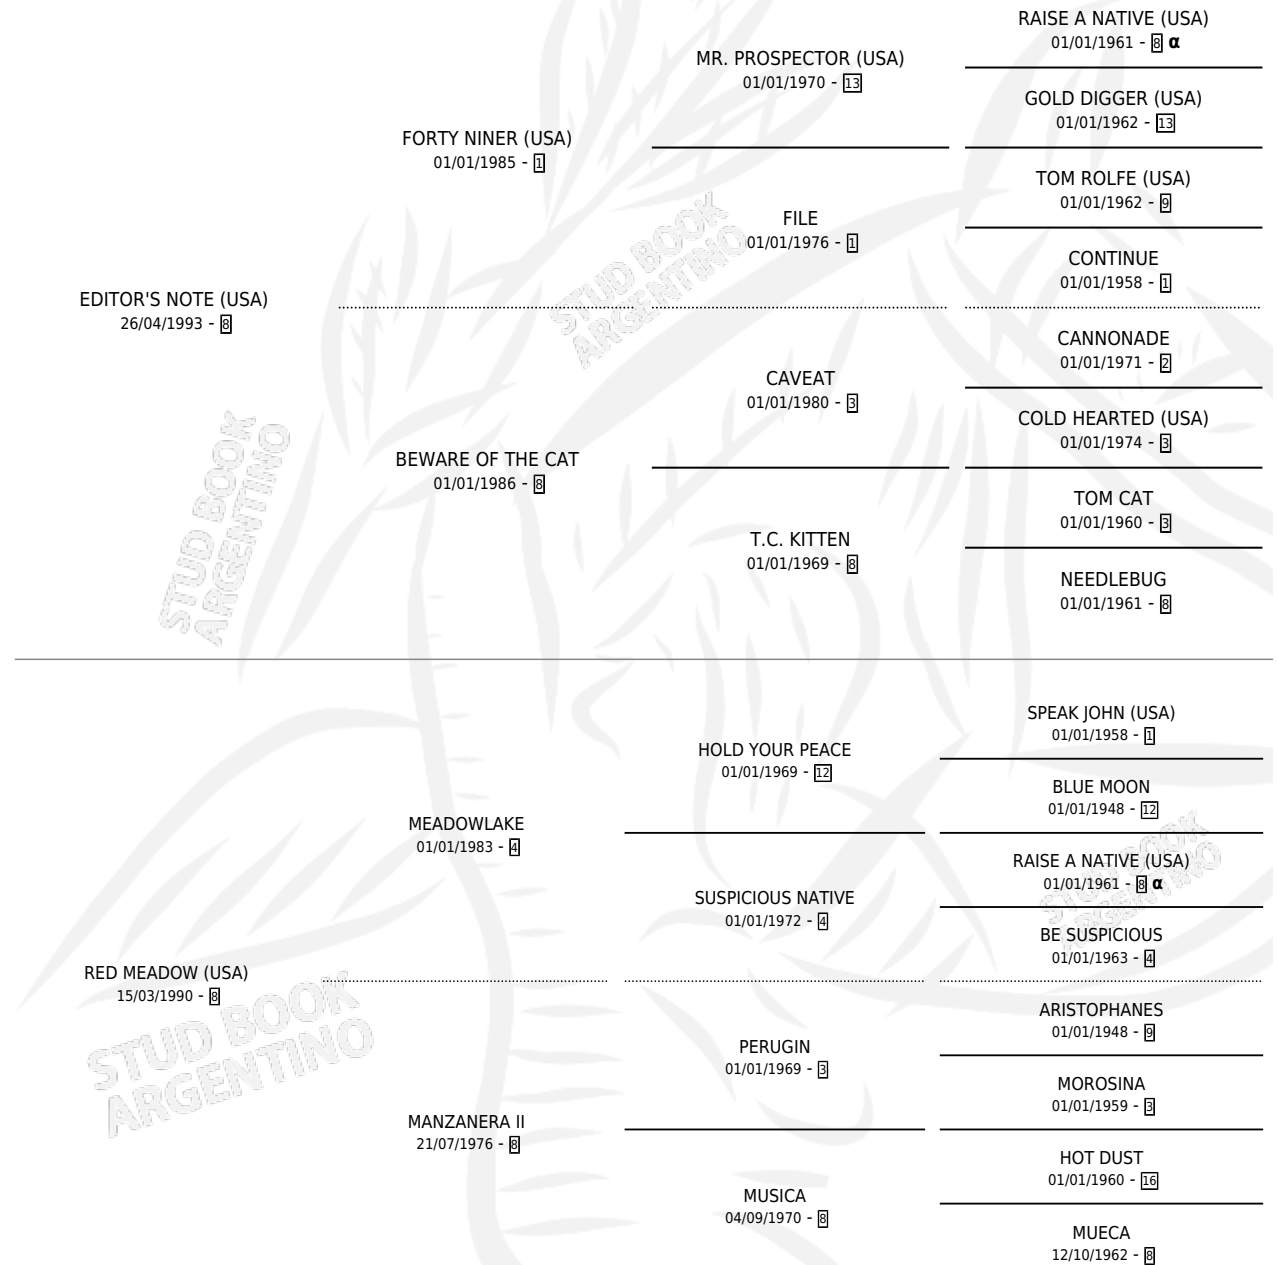 RAISE A NATIVE (USA)
01/01/1961 - 8 α
MR. PROSPECTOR (USA)
01/01/1970 - 13
GOLD DIGGER (USA)
01/01/1962 - 13
FORTY NINER (USA)
01/01/1985 - 1
TOM ROLFE (USA)
01/01/1962 - 9
FILE
01/01/1976 - 1
CONTINUE
01/01/1958 - 1
EDITOR'S NOTE (USA)
26/04/1993 - 8
CANNONADE
01/01/1971 - 2
CAVEAT
01/01/1980 - 3
COLD HEARTED (USA)
01/01/1974 - 3
BEWARE OF THE CAT
01/01/1986 - 8
TOM CAT
01/01/1960 - 3
T.C. KITTEN
01/01/1969 - 8
NEEDLEBUG
01/01/1961 - 8
SPEAK JOHN (USA)
01/01/1958 - 1
HOLD YOUR PEACE
01/01/1969 - 12
BLUE MOON
01/01/1948 - 12
MEADOWLAKE
01/01/1983 - 4
RAISE A NATIVE (USA)
01/01/1961 - 8 α
SUSPICIOUS NATIVE
01/01/1972 - 4
BE SUSPICIOUS
01/01/1963 - 4
RED MEADOW (USA)
15/03/1990 - 8
ARISTOPHANES
01/01/1948 - 9
PERUGIN
01/01/1969 - 3
MOROSINA
01/01/1959 - 3
MANZANERA II
21/07/1976 - 8
HOT DUST
01/01/1960 - 16
MUSICA
04/09/1970 - 8
MUECA
12/10/1962 - 8
STUD BOOK
ARGENTINO
STUD BOOK
ARGENTINO
STUD BOOK
ARGENTINO
STUD BOOK
ARGENTINO